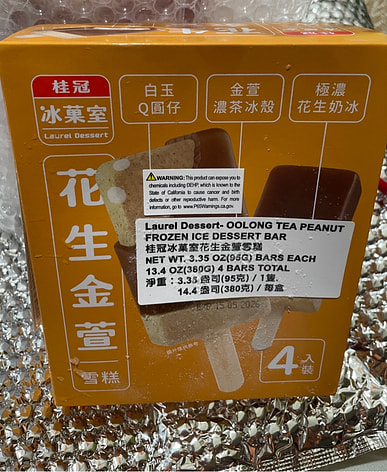 桂冠
冰菓室
Laurel Dessert
白玉
Q圓仔
金萱
濃茶冰殼
極濃
花生奶冰
花生金萱
雪糕
WARNING: This product can expose you to
chemicals including DEHP, which is known to the
State of California to cause cancer and birth
defects or other reproductive harm. For more
information, go to www.P65Warnings.ca.gov.
Laurel Dessert- OOLONG TEA PEANUT
FROZEN ICE DESSERT BAR
桂冠冰菓室花生金萱雪糕
NET WT. 3.35 OZ(95G) BARS EACH
13.4 OZ(380G) 4 BARS TOTAL
淨重：3.35 盎司(95克) / 1隻,
14.4 盎司(380克) / 每盒
4入裝